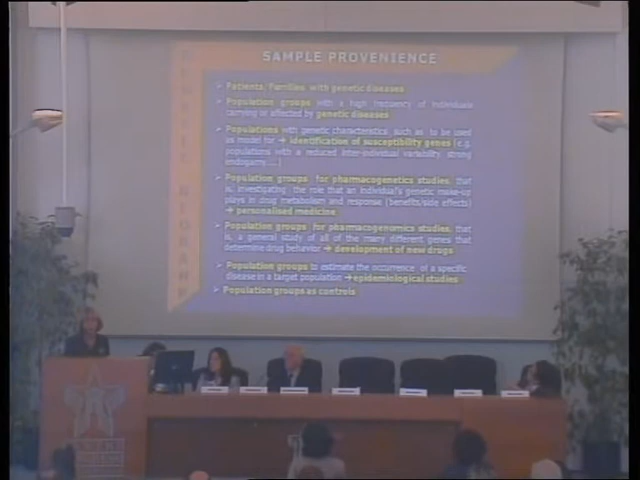 SAMPLE PROVENIENCE
Patients/Families with genetic diseases
Population groups with a high frequency of individuals
carrying or affected by genetic diseases
Populations with genetic characteristics such as to be used
as model for → identification of susceptibility genes (e.g.
populations with a reduced inter-individual variability strong
endogamy ...)
Population groups for pharmacogenetics studies, that
is, investigating the role that an individual's genetic make-up
plays in drug metabolism and response (benefits/side effects)
→ personalised medicine
Population groups for pharmacogenomics studies, that
is, a general study of all of the many different genes that
determine drug behavior → development of new drugs
Population groups to estimate the occurrence of a specific
disease in a target population →epidemiological studies
Population groups as controls